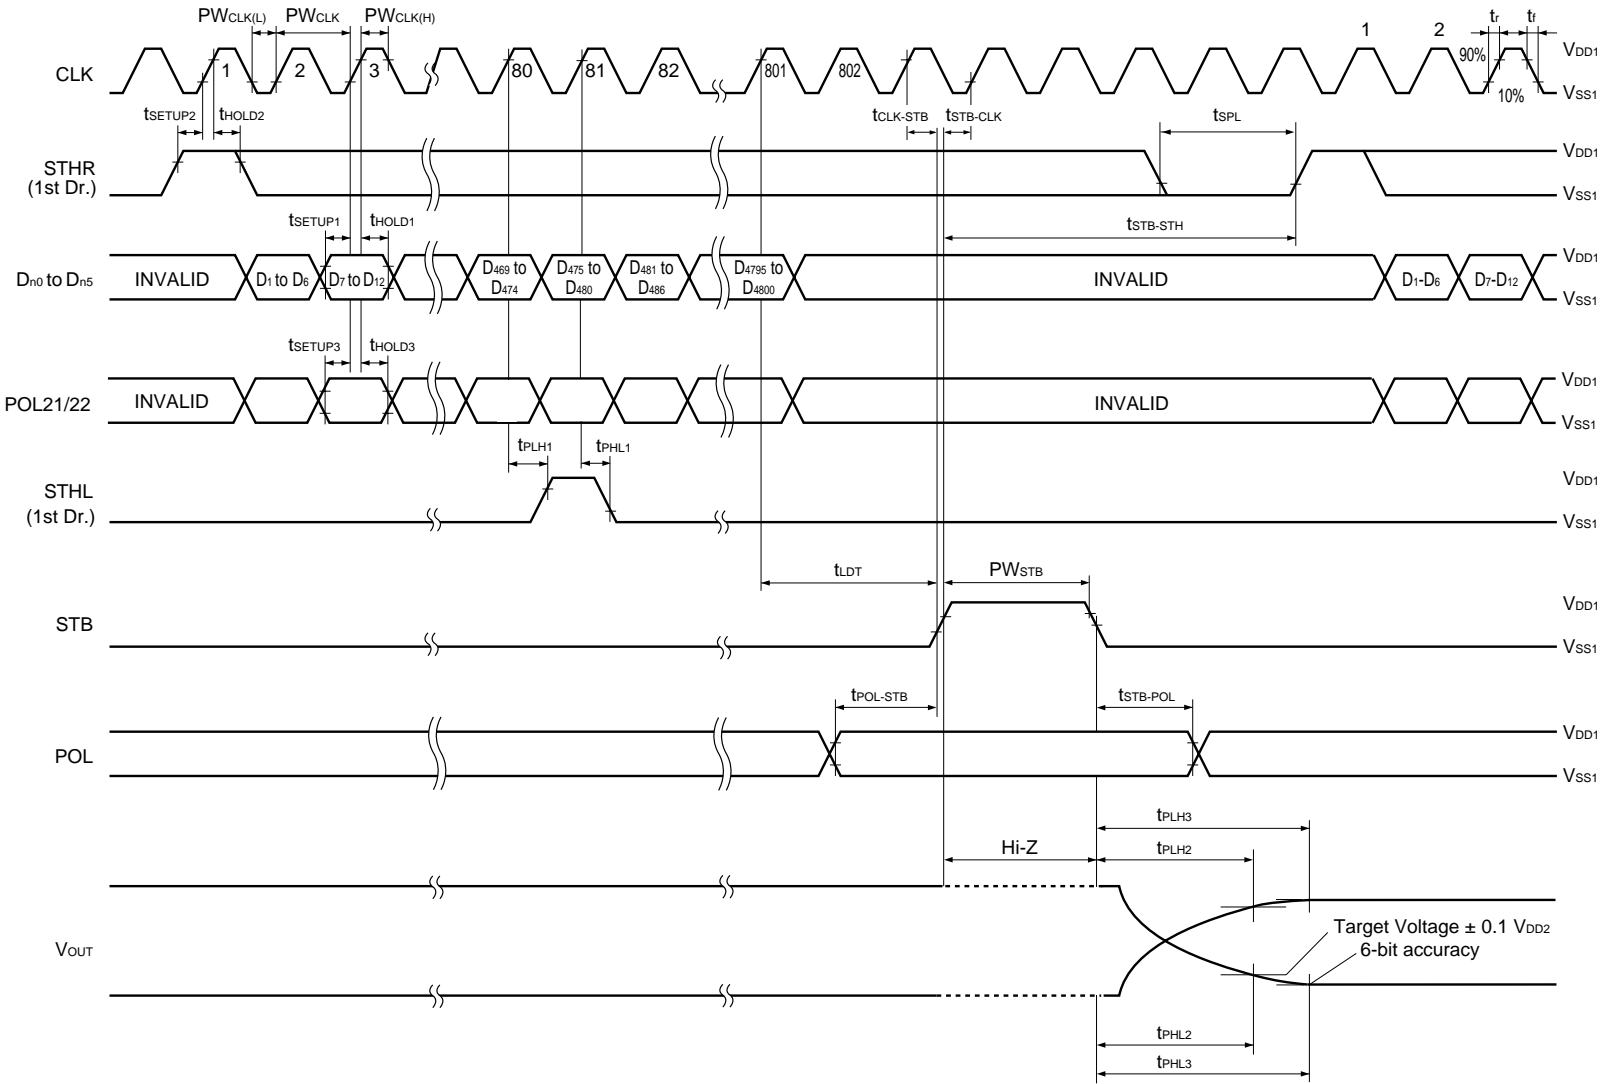 PWCLK(L) PWCLK PWCLK(H)
1 2 tr tf
CLK 1 2 3 80 81 82 801 802 90% 10% VDD1
VSS1
tSETUP2 tHOLD2 tCLK-STB tSTB-CLK tSPL
STHR
(1st Dr.)
VDD1
VSS1
tSETUP1 tHOLD1 tSTB-STH
Dn0 to Dn5 INVALID D1 to D6 D7 to D12 D469 to D474 D475 to D480 D481 to D486 D4795 to D4800 INVALID D1-D6 D7-D12 VDD1
VSS1
tSETUP3 tHOLD3
POL21/22 INVALID INVALID VDD1
VSS1
tPLH1 tPHL1
STHL
(1st Dr.)
VDD1
VSS1
tLDT PWSTB
STB VDD1
VSS1
tPOL-STB tSTB-POL
POL VDD1
VSS1
tPLH3
Hi-Z tPLH2
VOUT
Target Voltage ± 0.1 VDD2
6-bit accuracy
tPHL2
tPHL3